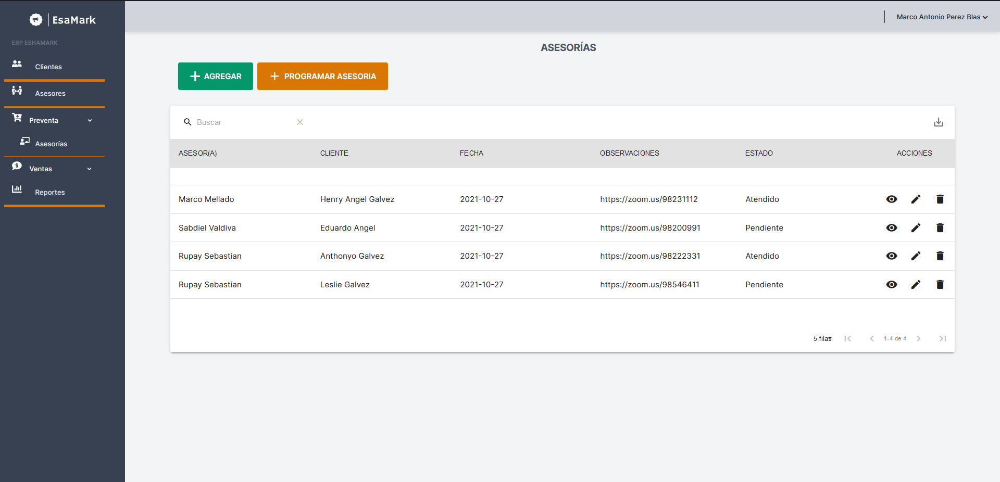 EsaMark
Marco Antonio Perez Blas
ERP ESHAMARK
Clientes
Asesores
Preventa
Asesorías
Ventas
Reportes
ASESORÍAS
AGREGAR
PROGRAMAR ASESORIA
Buscar
ASESOR(A) CLIENTE FECHA OBSERVACIONES ESTADO ACCIONES
Marco Mellado Henry Angel Galvez 2021-10-27 https://zoom.us/98231112 Atendido
Sabdiel Valdiva Eduardo Angel 2021-10-27 https://zoom.us/98200991 Pendiente
Rupay Sebastian Anthonyo Galvez 2021-10-27 https://zoom.us/98222331 Atendido
Rupay Sebastian Leslie Galvez 2021-10-27 https://zoom.us/98546411 Pendiente
5 filas 1-4 de 4